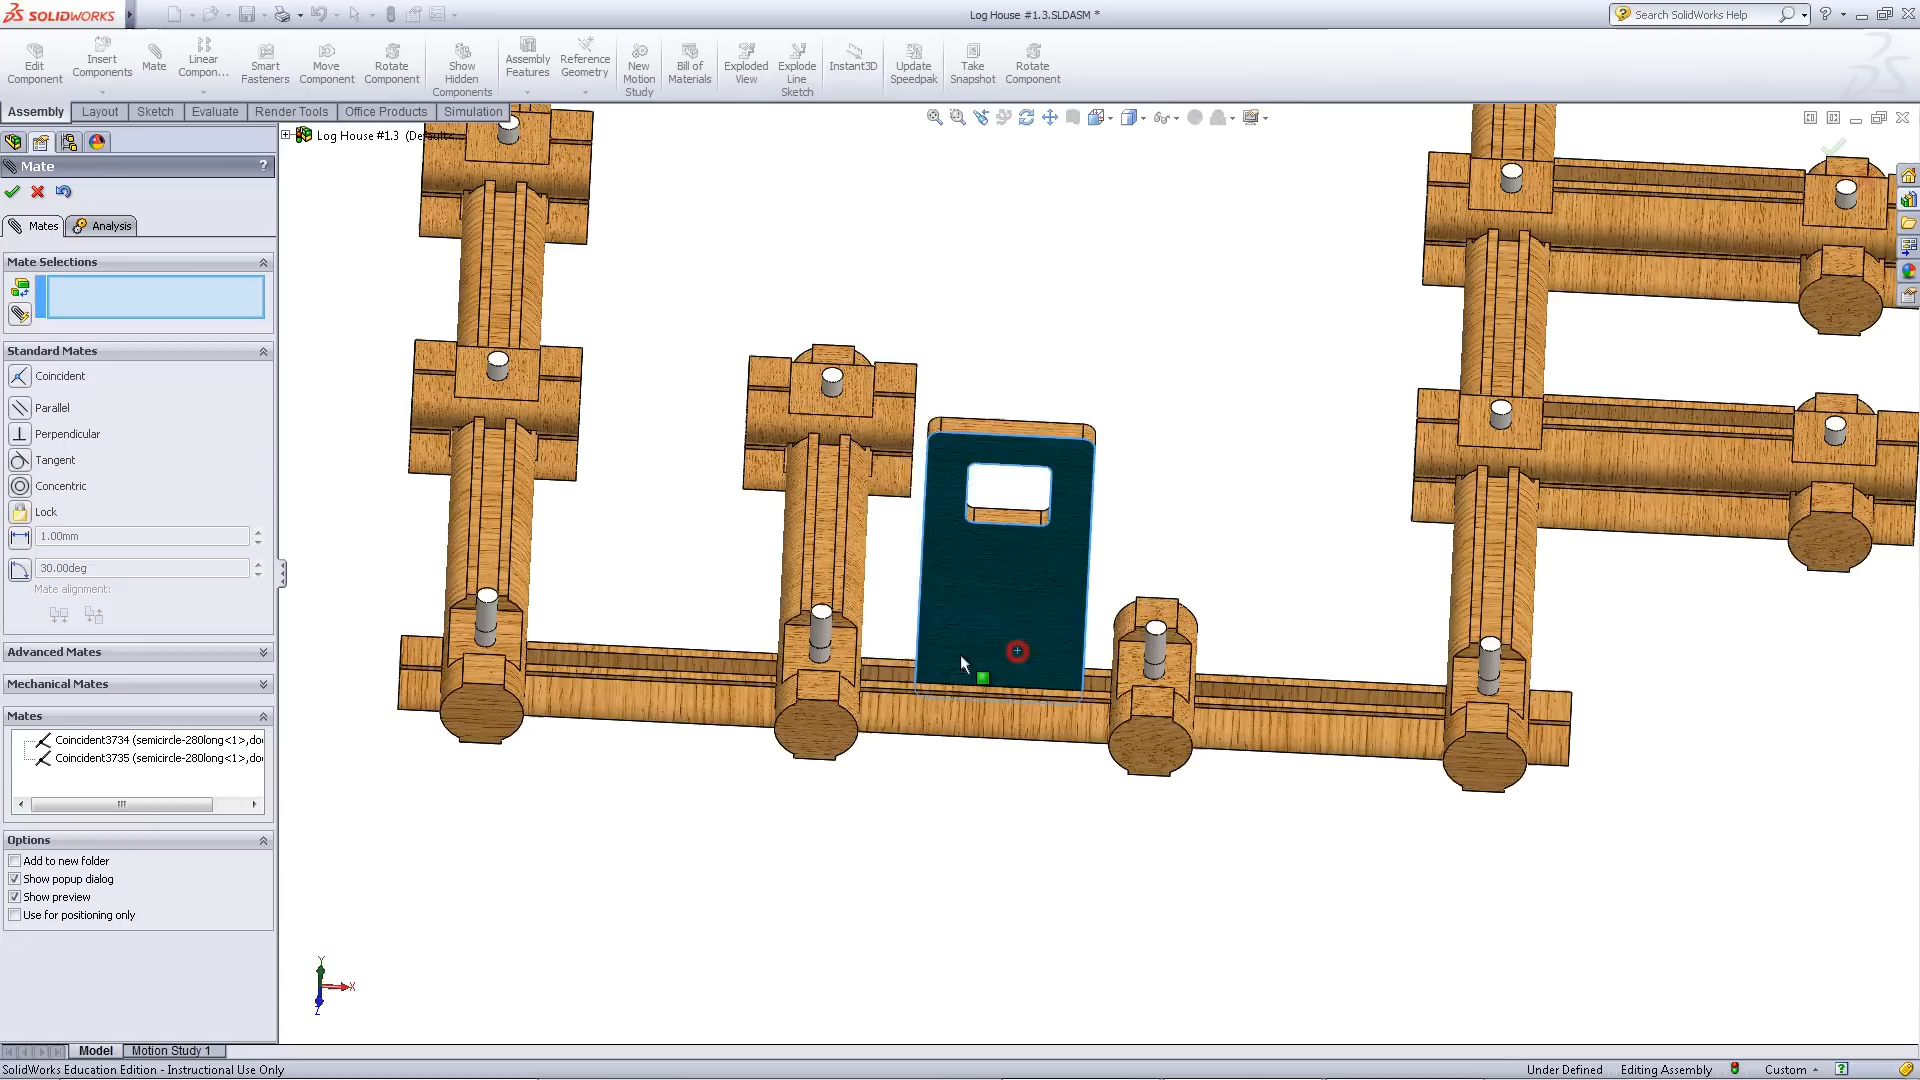 SOLIDWORKS
Log House #1.3.SLDASM *
Search SolidWorks Help
Edit Component
Insert Components
Mate
Linear Compon...
Smart Fasteners
Move Component
Rotate Component
Show Hidden Components
Assembly Features
Reference Geometry
New Motion Study
Bill of Materials
Exploded View
Explode Line Sketch
Instant3D
Update Speedpak
Take Snapshot
Rotate Component
Assembly Layout Sketch Evaluate Render Tools Office Products Simulation
Log House #1.3 (Default<
Mate ?
Mates Analysis
Mate Selections
Standard Mates
Coincident
Parallel
Perpendicular
Tangent
Concentric
Lock
1.00mm
30.00deg
Mate alignment:
Advanced Mates
Mechanical Mates
Mates
Coincident3734 (semicircle-280long<1>,do
Coincident3735 (semicircle-280long<1>,do
Options
Add to new folder
Show popup dialog
Show preview
Use for positioning only
Y
X
Z
Model Motion Study 1
SolidWorks Education Edition - Instructional Use Only
Under Defined Editing Assembly Custom